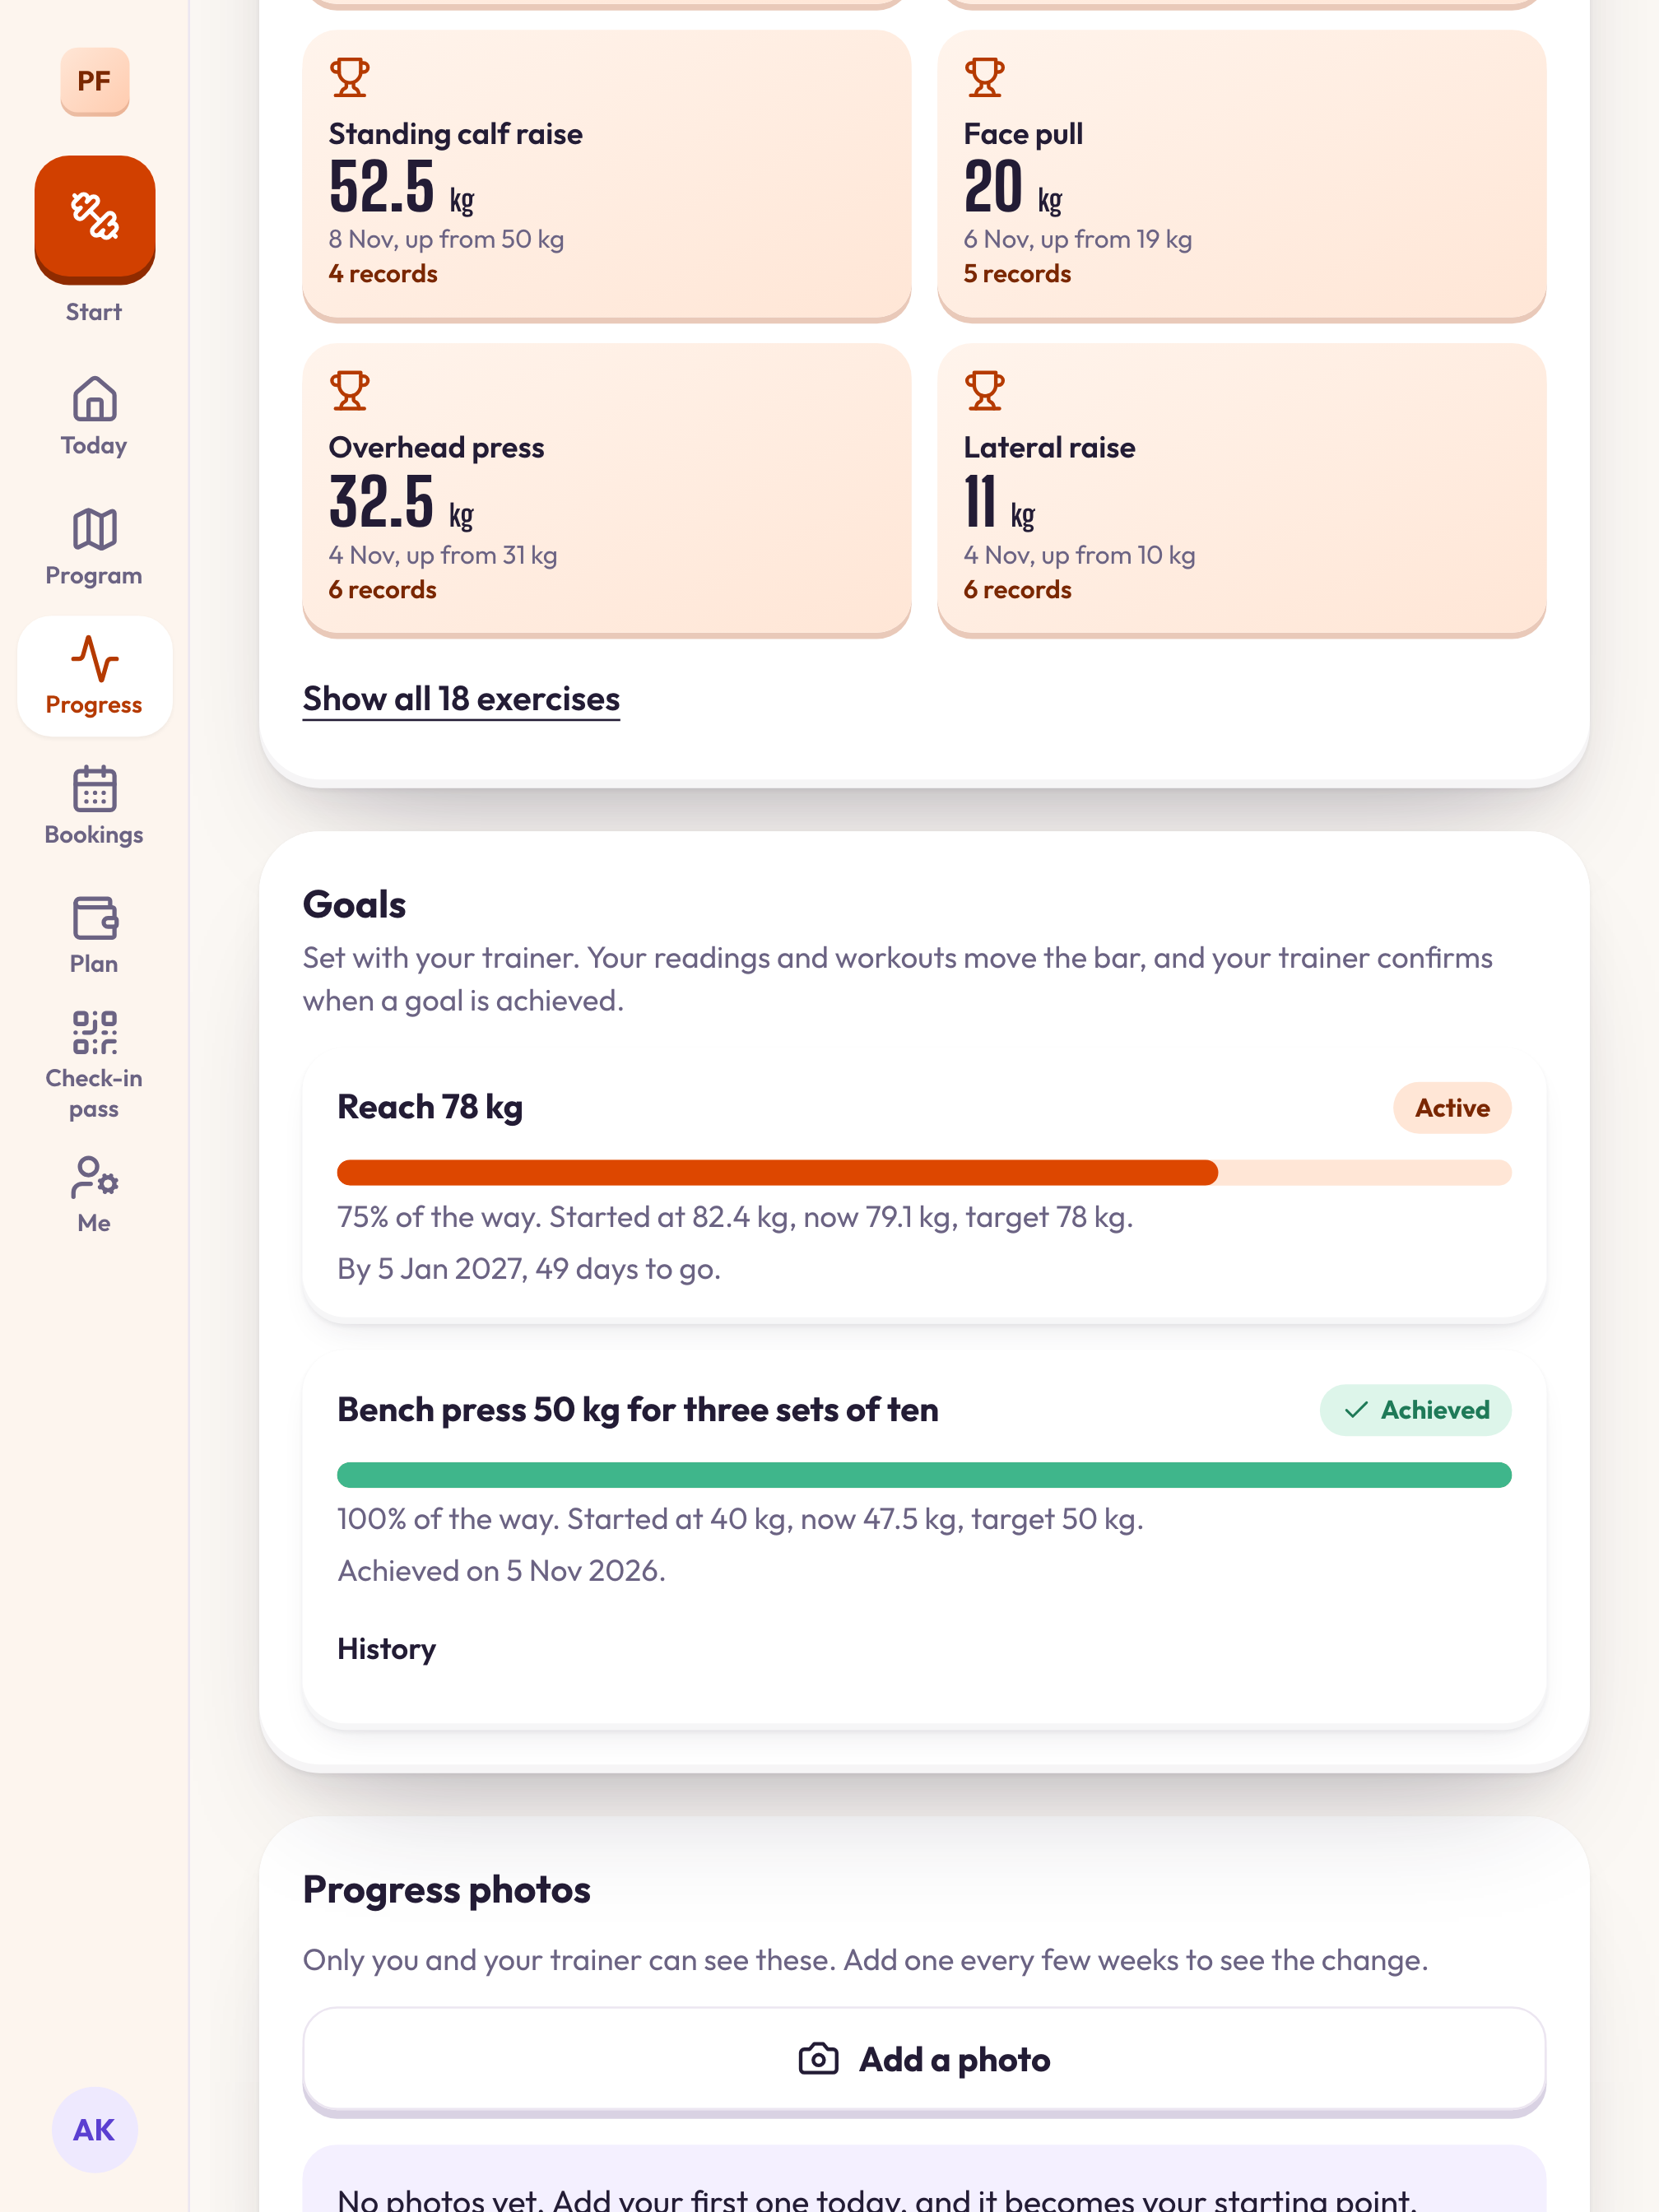 PF
Start
Today
Program
Progress
Bookings
Plan
Check-in
pass
Me
AK
Standing calf raise
52.5 kg
8 Nov, up from 50 kg
4 records
Face pull
20 kg
6 Nov, up from 19 kg
5 records
Overhead press
32.5 kg
4 Nov, up from 31 kg
6 records
Lateral raise
11 kg
4 Nov, up from 10 kg
6 records
Show all 18 exercises
Goals
Set with your trainer. Your readings and workouts move the bar, and your trainer confirms
when a goal is achieved.
Reach 78 kg
Active
75% of the way. Started at 82.4 kg, now 79.1 kg, target 78 kg.
By 5 Jan 2027, 49 days to go.
Bench press 50 kg for three sets of ten
Achieved
100% of the way. Started at 40 kg, now 47.5 kg, target 50 kg.
Achieved on 5 Nov 2026.
History
Progress photos
Only you and your trainer can see these. Add one every few weeks to see the change.
Add a photo
No photos yet. Add your first one today, and it becomes your starting point.